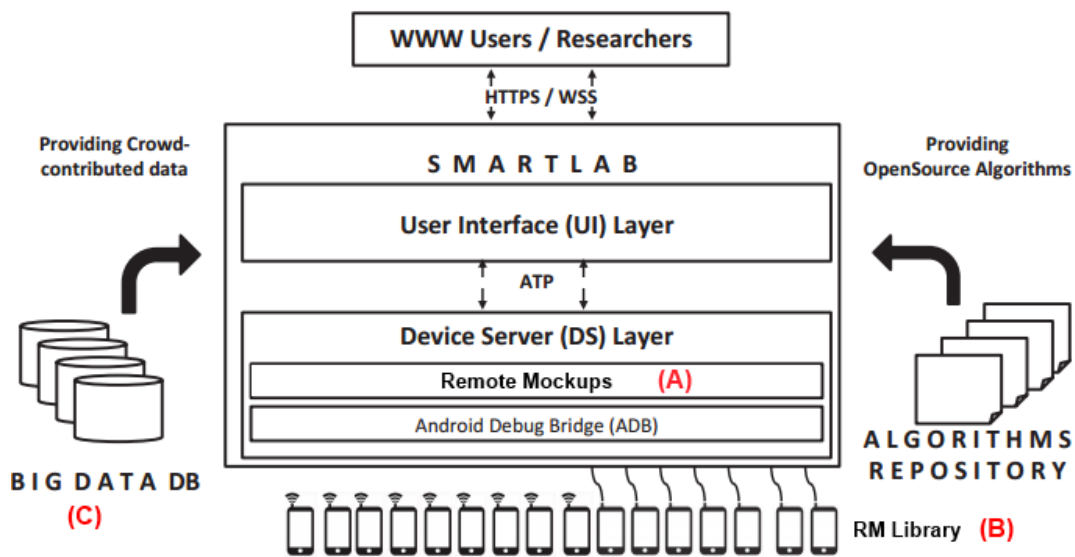 WWW Users / Researchers
HTTPS / WSS
Providing Crowd-
contributed data
Providing
OpenSource Algorithms
SMARTLAB
User Interface (UI) Layer
ATP
Device Server (DS) Layer
Remote Mockups (A)
Android Debug Bridge (ADB)
BIG DATA DB
(C)
ALGORITHMS
REPOSITORY
RM Library (B)